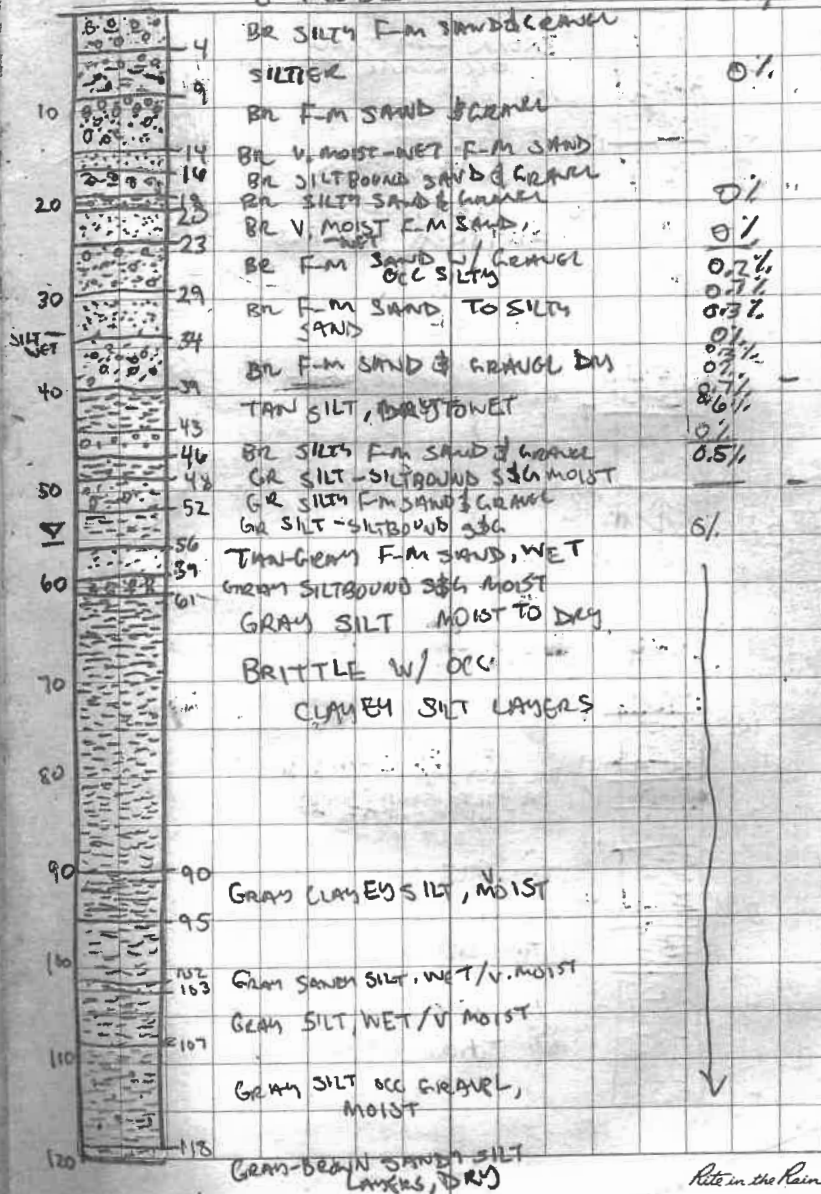 BR SILTY F-M SAND & GRAVEL
4
SILTIER 0%
9
10 BR F-M SAND & GRAVEL
14 BR V. MOIST-WET F-M SAND
16 BR SILTBOUND SAND & GRAVEL
18 BR SILTY SAND & GRAVEL 0%
20
BR V. MOIST F-M SAND, 0%
WET
23
BR F-M SAND W/ GRAVEL 0.2%
OCC SILTY
29
30 BR F-M SAND TO SILTY 0.3%
SAND
0%
SILT WET 34
BR F-M SAND & GRAVEL DRY 0%
39
40
TAN SILT, DRY TO WET
43 0%
46 BR SILTY F-M SAND & GRAVEL 0.5%
48 GR SILT-SILTBOUND S&G MOIST
50
52 GR SILTY F-M SAND & GRAVEL
GR SILT-SILTBOUND S&G
56
TAN-GRAY F-M SAND, WET
59
60 GRAY SILTBOUND S&G MOIST
61
GRAY SILT MOIST TO DRY
BRITTLE W/ OCC
70
CLAYEY SILT LAYERS
80
90 90
GRAY CLAYEY SILT, V MOIST
95
100
102 GRAY SANDY SILT, WET/V. MOIST
103
GRAY SILT, WET/V MOIST
107
110
GRAY SILT OCC GRAVEL,
MOIST
118
120
GRAY-BROWN SANDY SILT
LAYERS, DRY
Rite in the Rain